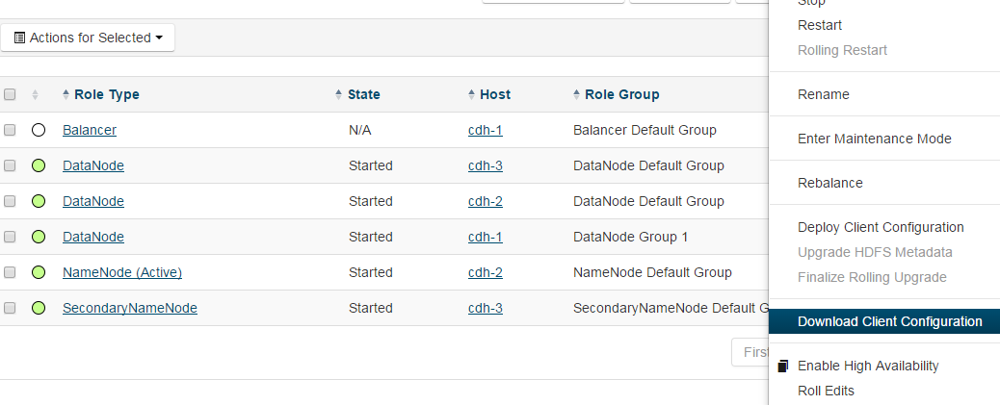 Stop
Restart
Rolling Restart
Rename
Enter Maintenance Mode
Rebalance
Deploy Client Configuration
Upgrade HDFS Metadata
Finalize Rolling Upgrade
Download Client Configuration
Enable High Availability
Roll Edits
Actions for Selected
Role Type State Host Role Group
Balancer N/A cdh-1 Balancer Default Group
DataNode Started cdh-3 DataNode Default Group
DataNode Started cdh-2 DataNode Default Group
DataNode Started cdh-1 DataNode Group 1
NameNode (Active) Started cdh-2 NameNode Default Group
SecondaryNameNode Started cdh-3 SecondaryNameNode Default G
First